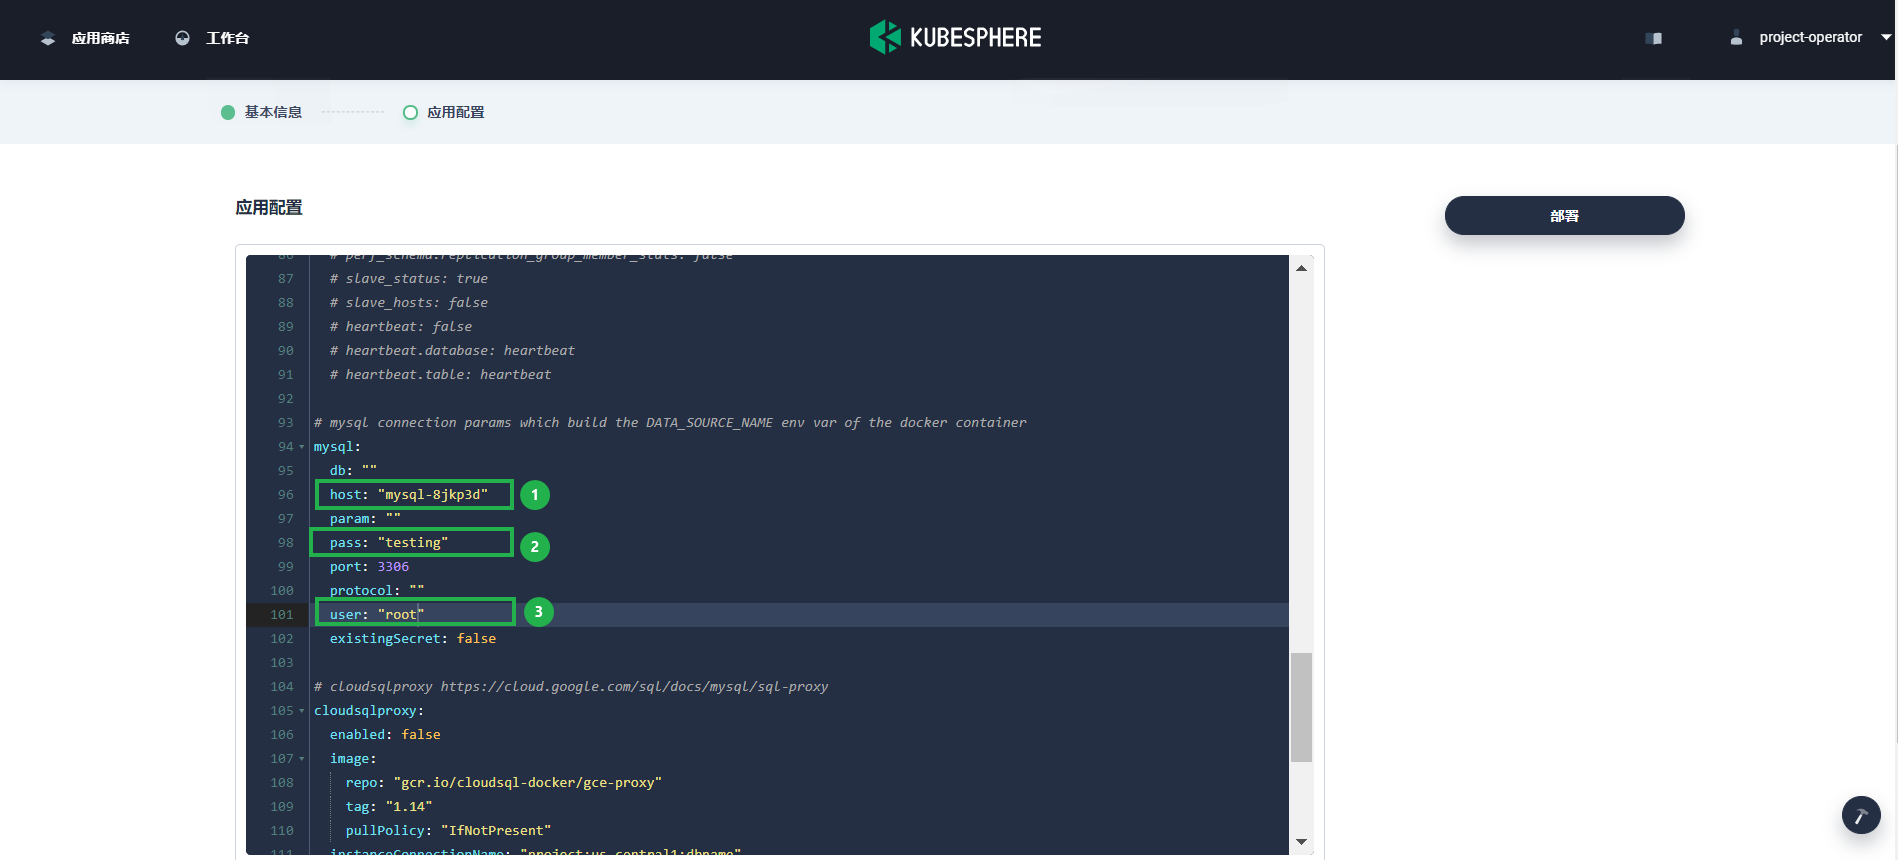 应用商店 工作台 KUBESPHERE project-operator
基本信息 应用配置
应用配置
部署
86 # perf_schema.replication_group_member_stats: false
87 # slave_status: true
88 # slave_hosts: false
89 # heartbeat: false
90 # heartbeat.database: heartbeat
91 # heartbeat.table: heartbeat
92
93 # mysql connection params which build the DATA_SOURCE_NAME env var of the docker container
94 mysql:
95 db: ""
96 host: "mysql-8jkp3d" 1
97 param: ""
98 pass: "testing" 2
99 port: 3306
100 protocol: ""
101 user: "root" 3
102 existingSecret: false
103
104 # cloudsqlproxy https://cloud.google.com/sql/docs/mysql/sql-proxy
105 cloudsqlproxy:
106 enabled: false
107 image:
108 repo: "gcr.io/cloudsql-docker/gce-proxy"
109 tag: "1.14"
110 pullPolicy: "IfNotPresent"
111 instanceConnectionName: "project:us-central1:dbname"